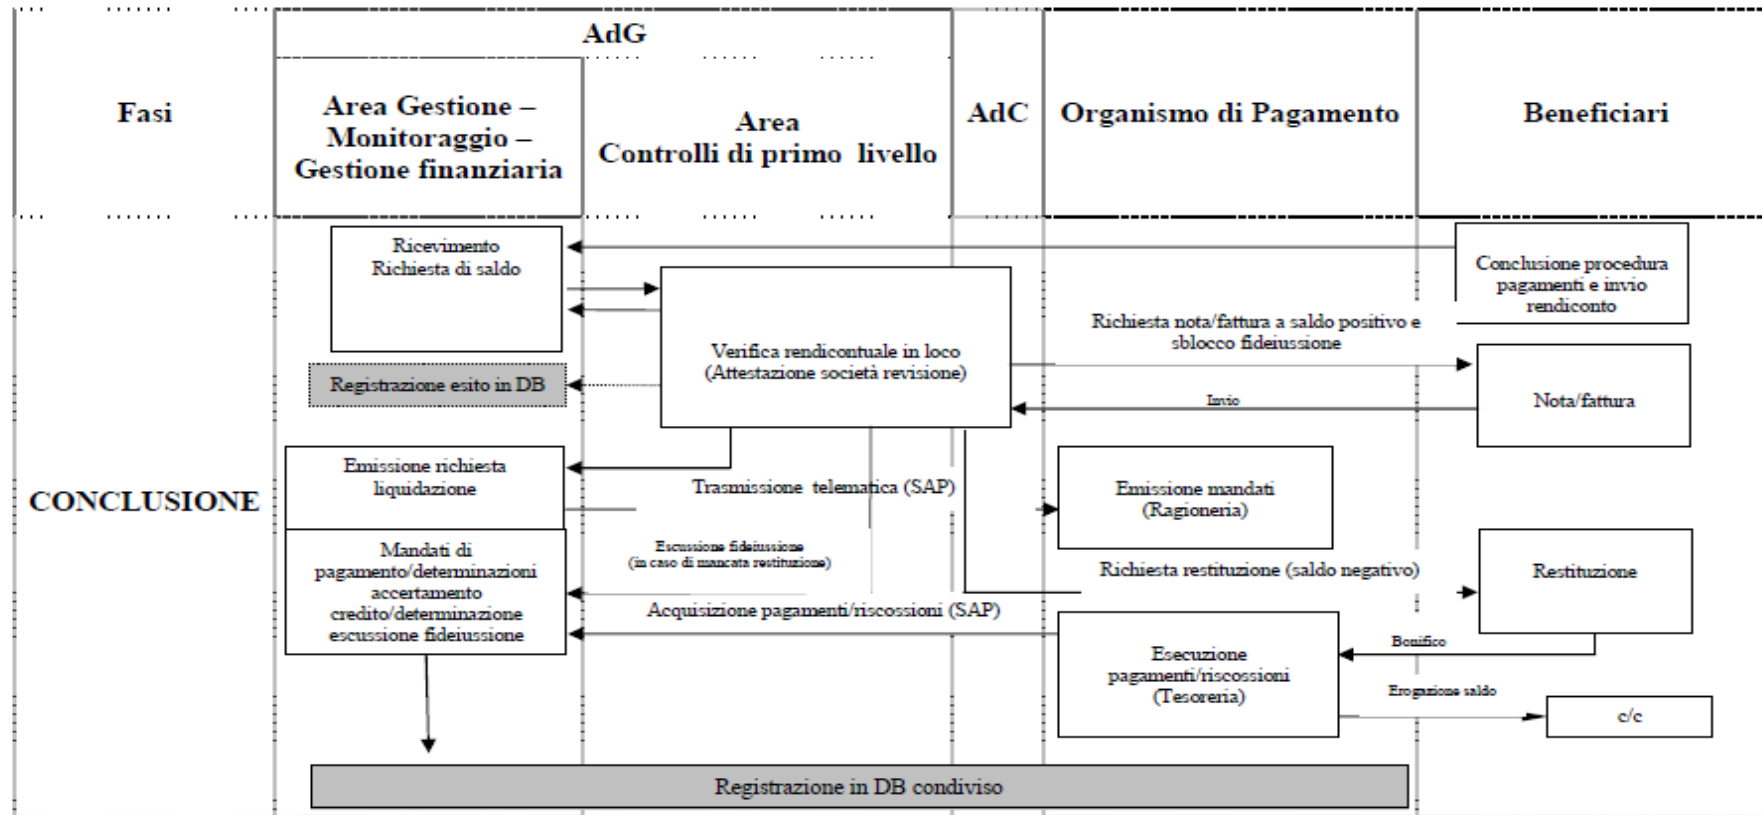 AdG
Fasi
Area Gestione –
Monitoraggio –
Gestione finanziaria
Area
Controlli di primo livello
AdC
Organismo di Pagamento
Beneficiari
CONCLUSIONE
Ricevimento
Richiesta di saldo
Conclusione procedura
pagamenti e invio
rendiconto
Richiesta nota/fattura a saldo positivo e
sblocco fideiussione
Verifica rendicontuale in loco
(Attestazione società revisione)
Registrazione esito in DB
Invio
Nota/fattura
Emissione richiesta
liquidazione
Trasmissione telematica (SAP)
Emissione mandati
(Ragioneria)
Mandati di
pagamento/determinazioni
accertamento
credito/determinazione
escussione fideiussione
Escussione fideiussione
(in caso di mancata restituzione)
Richiesta restituzione (saldo negativo)
Restituzione
Acquisizione pagamenti/riscossioni (SAP)
Bonifico
Esecuzione
pagamenti/riscossioni
(Tesoreria)
Erogazione saldo
c/c
Registrazione in DB condiviso